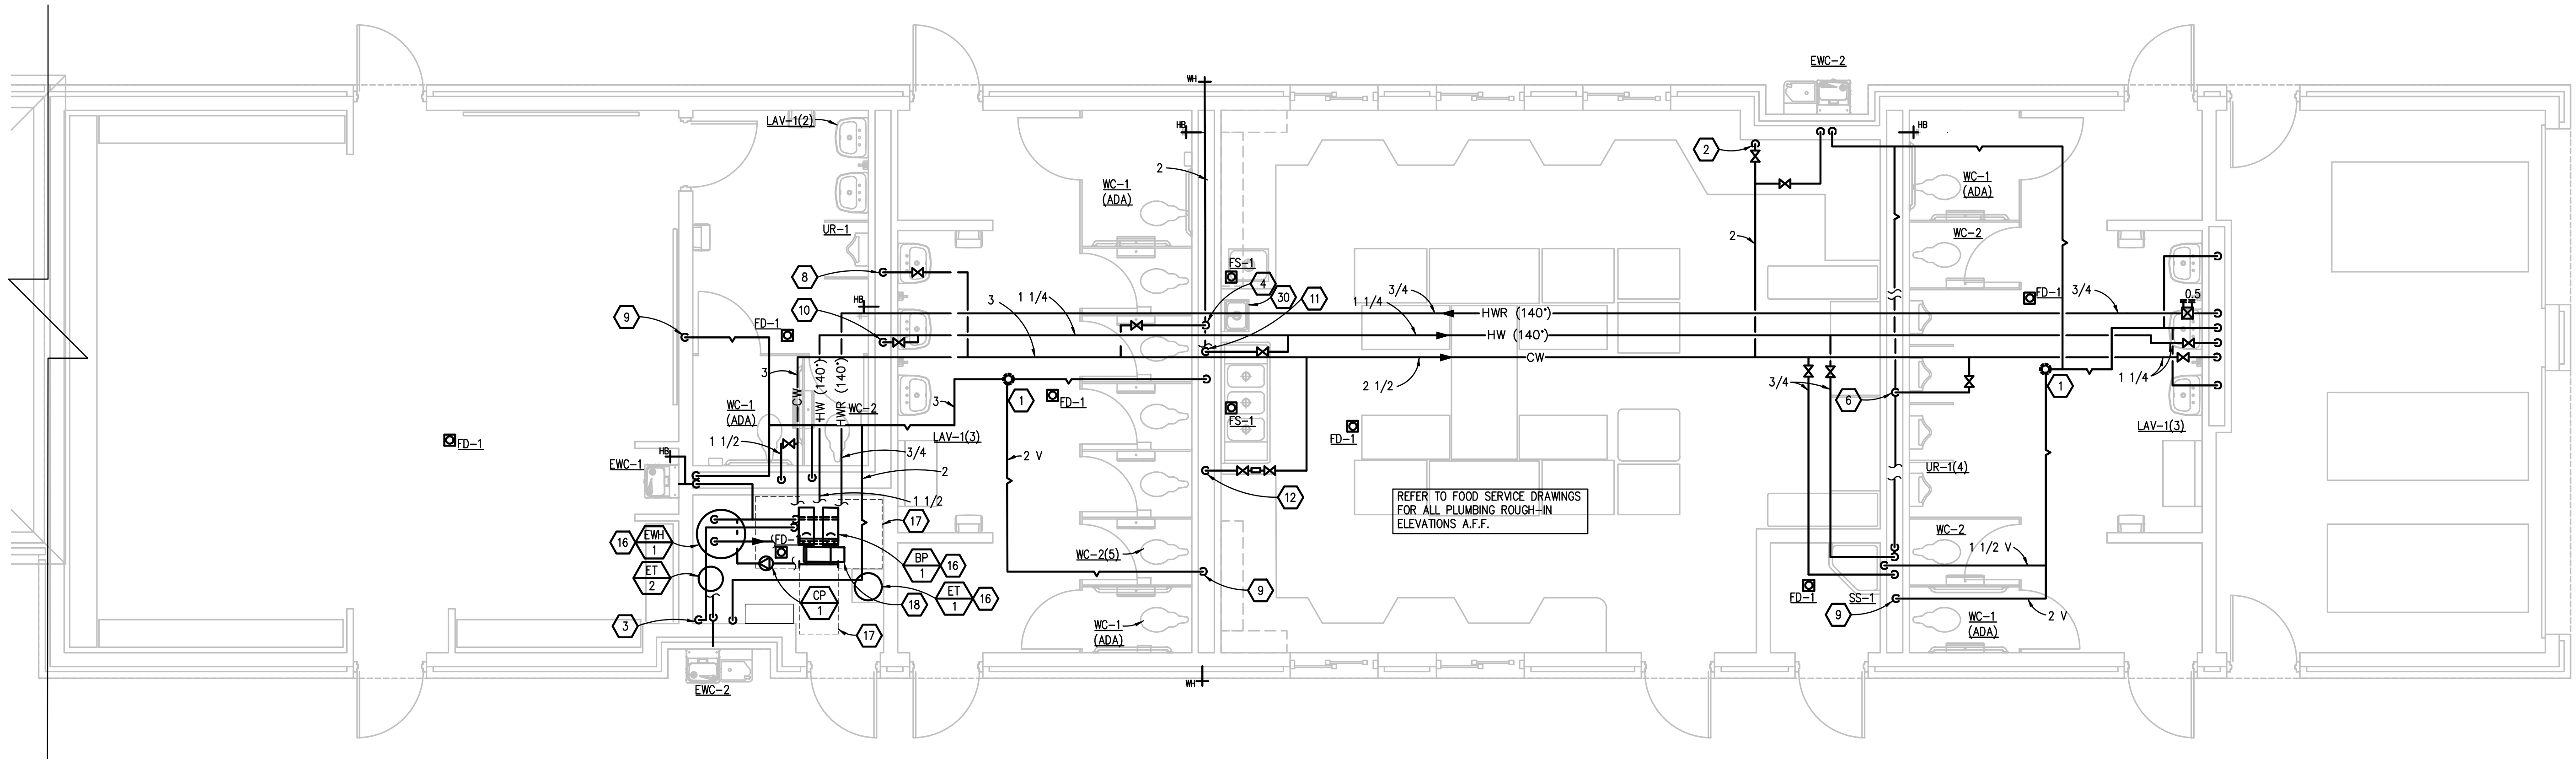 EWC-2
WH
LAV-1(2)
HB
HB
2
2
WC-1
(ADA)
WC-1
(ADA)
2
UR-1
WC-2
FS-1
8
4
30
11
HB
3
1 1/4
3/4
1 1/4
FD-1
3/4
0.5
9
10
FD-1
HWR (140°)
HW (140°)
CW
3
CW
HW (140°)
HWR (140°)
2 1/2
3/4
1 1/4
1
1
3
FD-1
6
WC-1
(ADA)
WC-2
FS-1
FD-1
LAV-1(3)
LAV-1(3)
FD-1
1 1/2
3/4
2 V
HB
EWC-1
2
UR-1(4)
1 1/2
12
REFER TO FOOD SERVICE DRAWINGS
FOR ALL PLUMBING ROUGH-IN
ELEVATIONS A.F.F.
17
16
EWH
1
FD-1
WC-2
1 1/2 V
WC-2(5)
BP
1
16
ET
2
CP
1
18
ET
1
16
9
FD-1
SS-1
9
2 V
3
17
WC-1
(ADA)
WC-1
(ADA)
EWC-2
WH